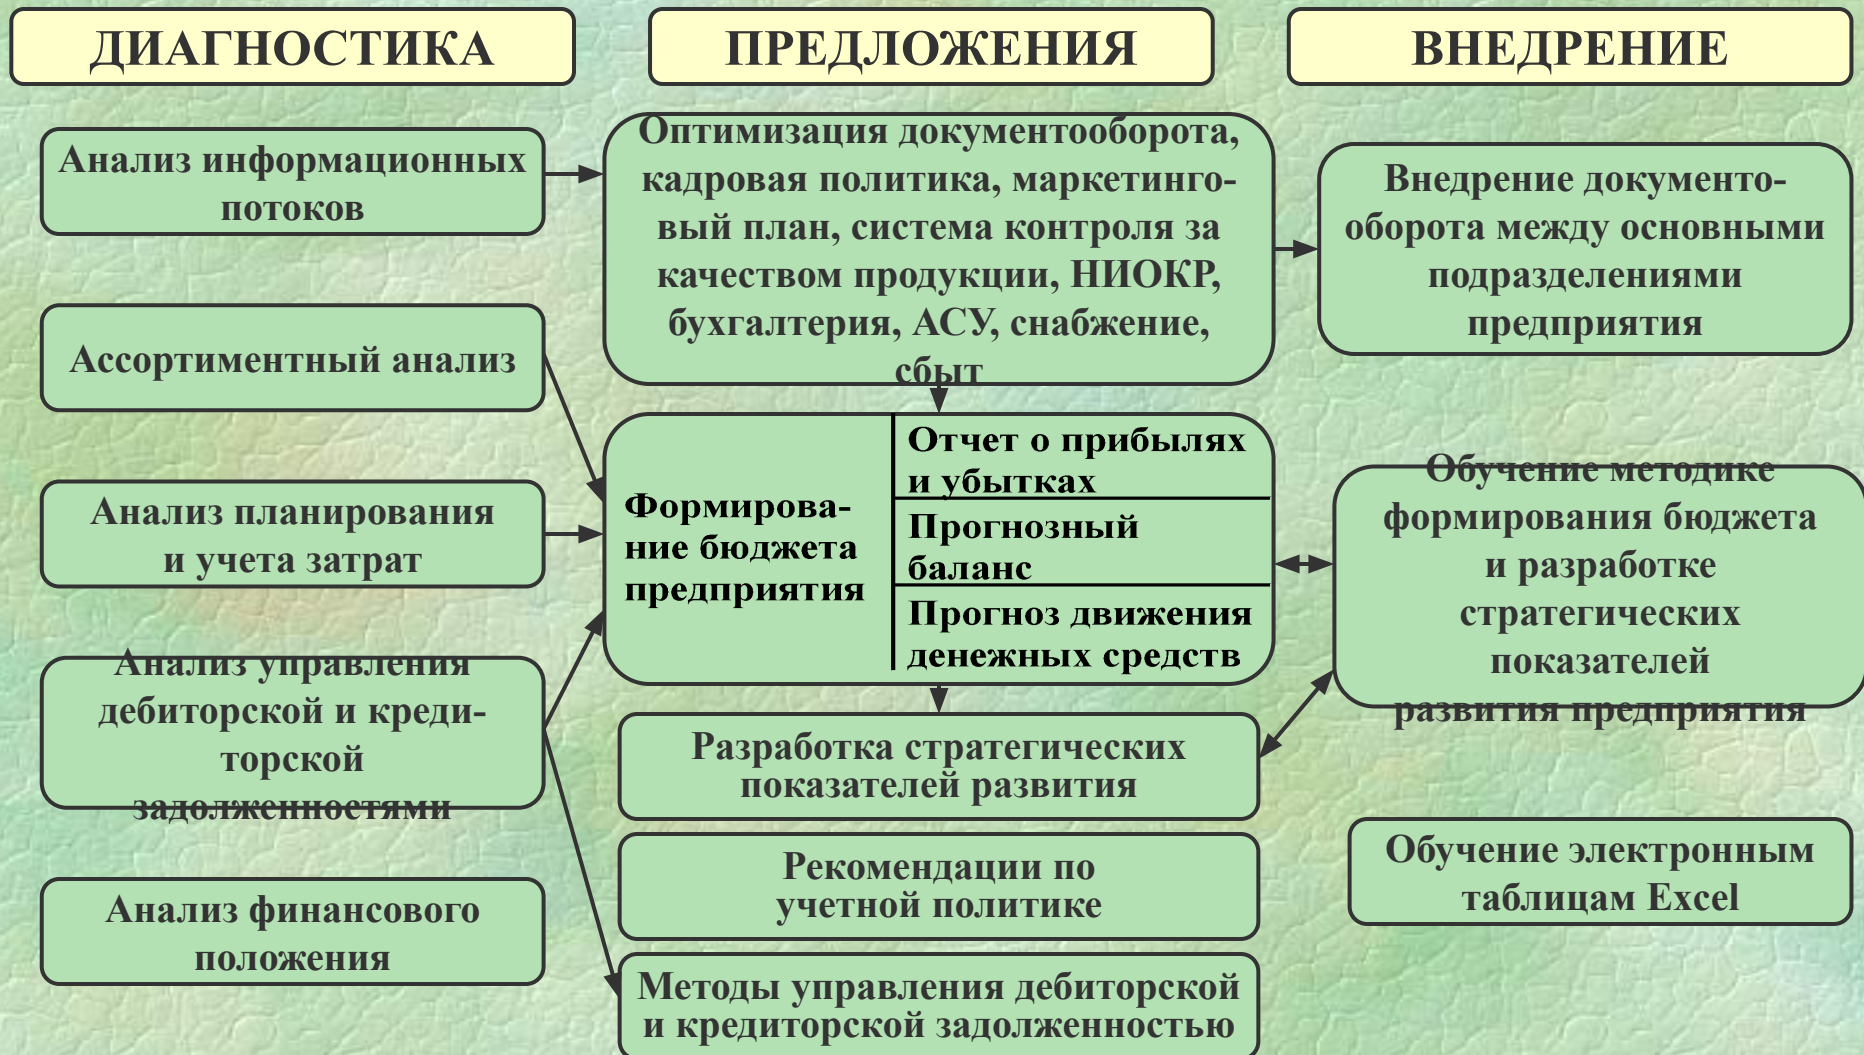 ДИАГНОСТИКА
Анализ информационных
потоков
Ассортиментный анализ
Анализ планирования
и учета затрат
Анализ управления
дебиторской и креди-
торской
задолженностями
Анализ финансового
положения
ПРЕДЛОЖЕНИЯ
Оптимизация документооборота,
кадровая политика, маркетинго-
вый план, система контроля за
качеством продукции, НИОКР,
бухгалтерия, АСУ, снабжение,
сбыт
Формирова-
ние бюджета
предприятия
Отчет о прибылях
и убытках
Прогнозный
баланс
Прогноз движения
денежных средств
Разработка стратегических
показателей развития
Рекомендации по
учетной политике
Методы управления дебиторской
и кредиторской задолженностью
ВНЕДРЕНИЕ
Внедрение документо-
оборота между основными
подразделениями
предприятия
Обучение методике
формирования бюджета
и разработке
стратегических
показателей
развития предприятия
Обучение электронным
таблицам Excel